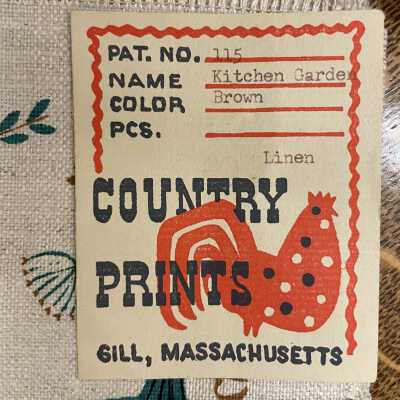 PAT. NO. 115
NAME Kitchen Garden
COLOR Brown
PCS.
Linen
COUNTRY
PRINTS
GILL, MASSACHUSETTS